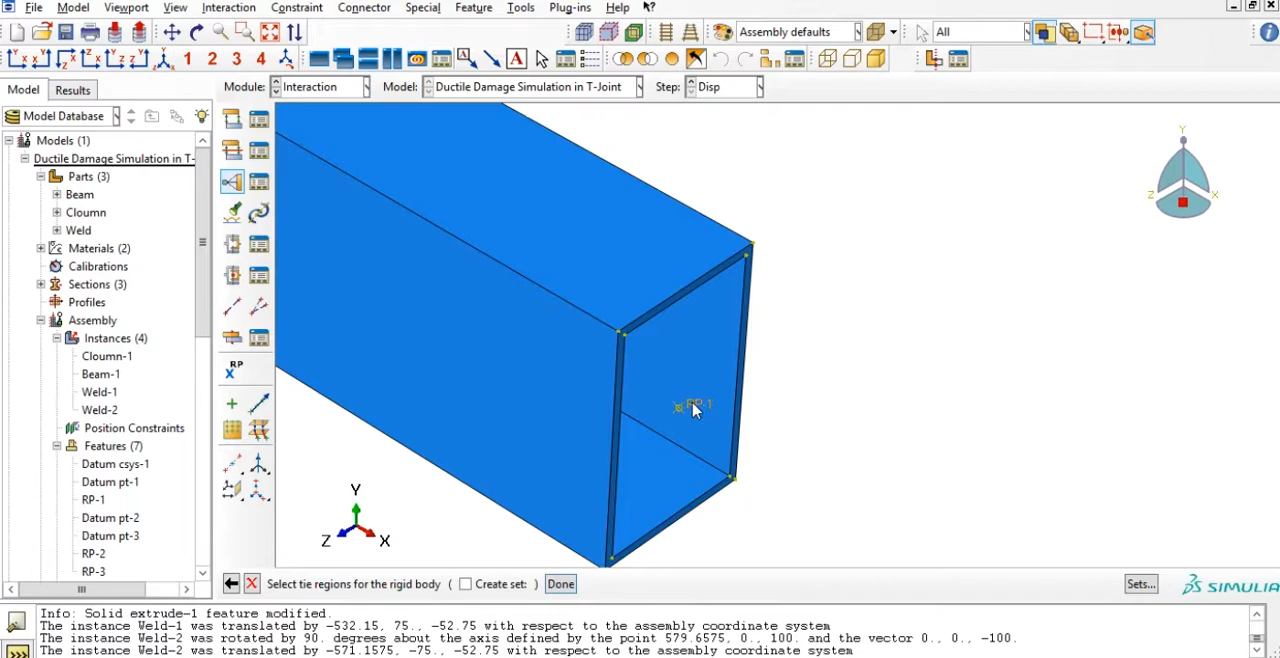 File Model Viewport View Interaction Constraint Connector Special Feature Tools Plug-ins Help
All
Assembly defaults
1 2 3 4
A A
Model Results
Module: Interaction Model: Ductile Damage Simulation in T-Joint Step: Disp
Model Database
Models (1)
Ductile Damage Simulation in T-
Parts (3)
Beam
Cloumn
Weld
Materials (2)
Calibrations
Sections (3)
Profiles
Assembly
Instances (4)
Cloumn-1
Beam-1
Weld-1
Weld-2
Position Constraints
Features (7)
Datum csys-1
Datum pt-1
RP-1
Datum pt-2
Datum pt-3
RP-2
RP-3
RP
Y
Z X
RP-1
Y
Z X
Select tie regions for the rigid body ( Create set: ) Done Sets... SIMULIA
Info: Solid extrude-1 feature modified.
The instance Weld-1 was translated by -532.15, 75., -52.75 with respect to the assembly coordinate system
The instance Weld-2 was rotated by 90. degrees about the axis defined by the point 579.6575, 0., 100. and the vector 0., 0., -100.
The instance Weld-2 was translated by -571.1575, -75., -52.75 with respect to the assembly coordinate system